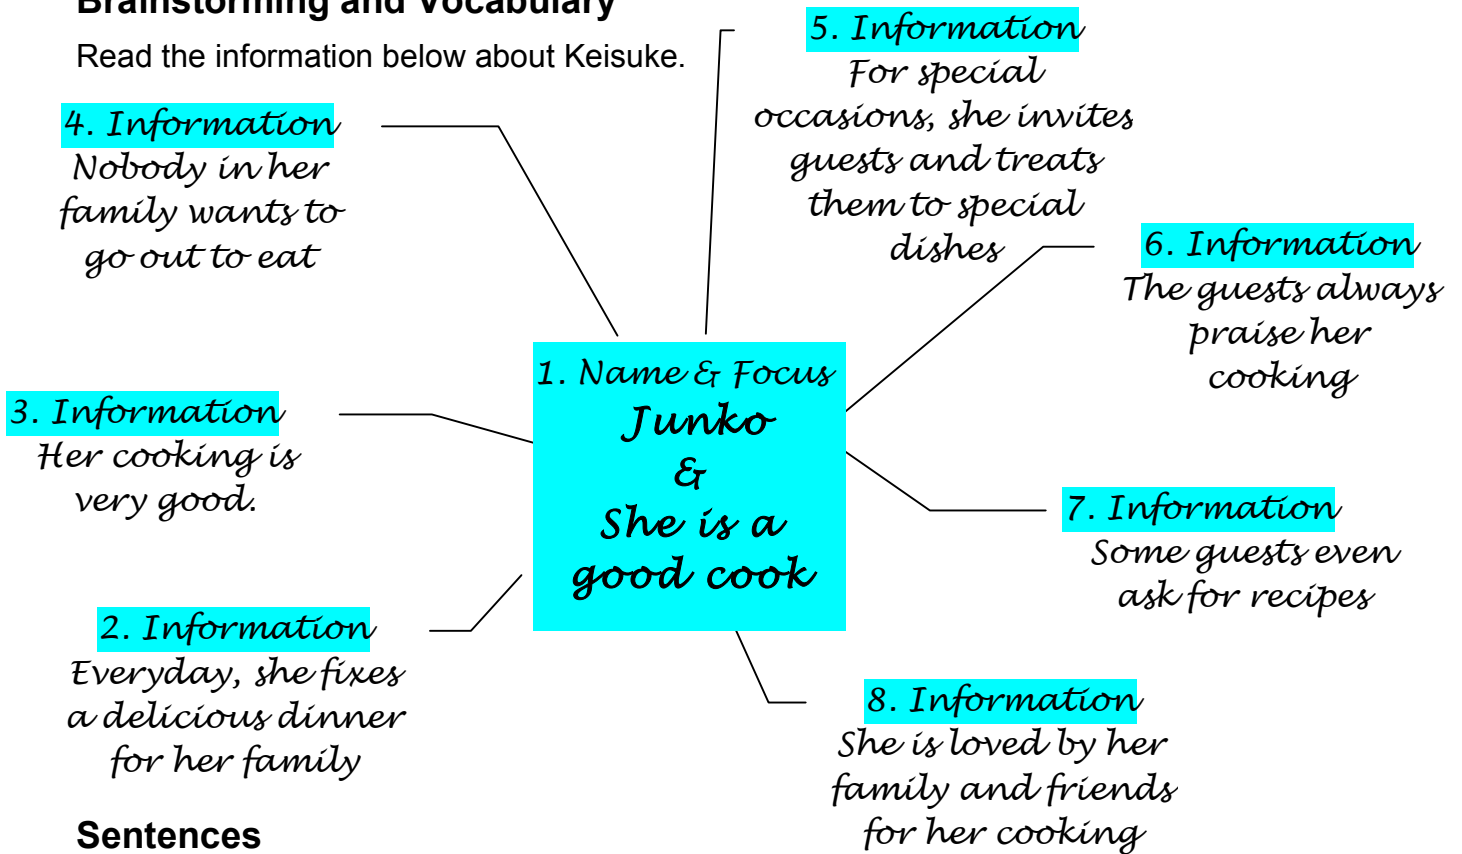 Brainstorming and Vocabulary
Read the information below about Keisuke.
1. Name & Focus
Junko
&
She is a
good cook
2. Information
Everyday, she fixes
a delicious dinner
for her family
3. Information
Her cooking is
very good.
4. Information
Nobody in her
family wants to
go out to eat
5. Information
For special
occasions, she invites
guests and treats
them to special
dishes
6. Information
The guests always
praise her
cooking
7. Information
Some guests even
ask for recipes
8. Information
She is loved by her
family and friends
for her cooking
Sentences